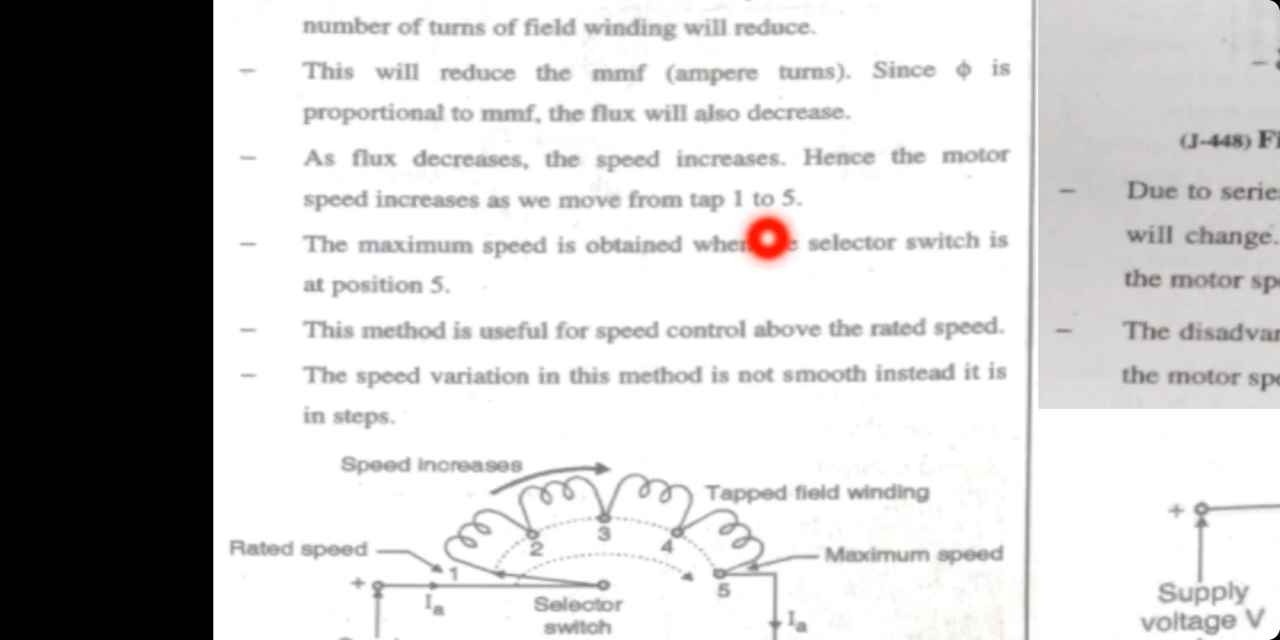 number of turns of field winding will reduce.
– This will reduce the mmf (ampere turns). Since ϕ is
proportional to mmf, the flux will also decrease.
– As flux decreases, the speed increases. Hence the motor
speed increases as we move from tap 1 to 5.
– The maximum speed is obtained selector switch is
at position 5.
– This method is useful for speed control above the rated speed.
– The speed variation in this method is not smooth instead it is
in steps.
Speed increases
Tapped field winding
Rated speed
1
2
3
4
5
Maximum speed
+
Iₐ
Selector
switch
Iₐ
(J-448)
– Due to
will change.
the motor
– The
the motor
+
Supply
voltage V